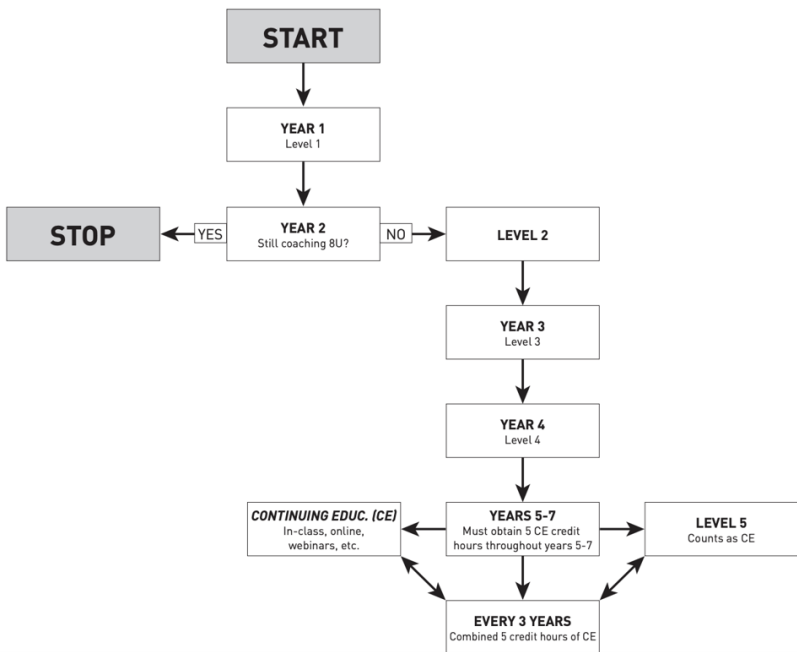 START
YEAR 1
Level 1
STOP
YES
YEAR 2
Still coaching 8U?
NO
LEVEL 2
YEAR 3
Level 3
YEAR 4
Level 4
CONTINUING EDUC. (CE)
In-class, online,
webinars, etc.
YEARS 5-7
Must obtain 5 CE credit
hours throughout years 5-7
LEVEL 5
Counts as CE
EVERY 3 YEARS
Combined 5 credit hours of CE